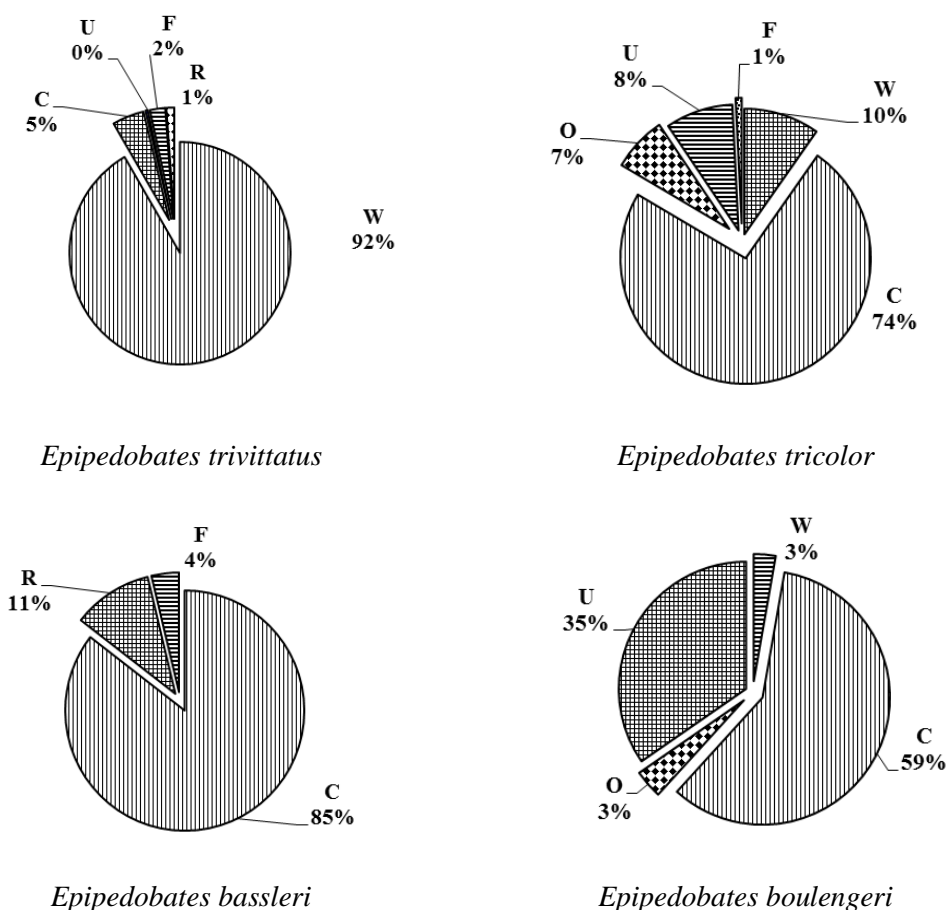 U
0%
F
2%
R
1%
C
5%
W
92%
Epipedobates trivittatus
F
1%
U
8%
W
10%
O
7%
C
74%
Epipedobates tricolor
F
4%
R
11%
C
85%
Epipedobates bassleri
W
3%
U
35%
C
59%
O
3%
Epipedobates boulengeri